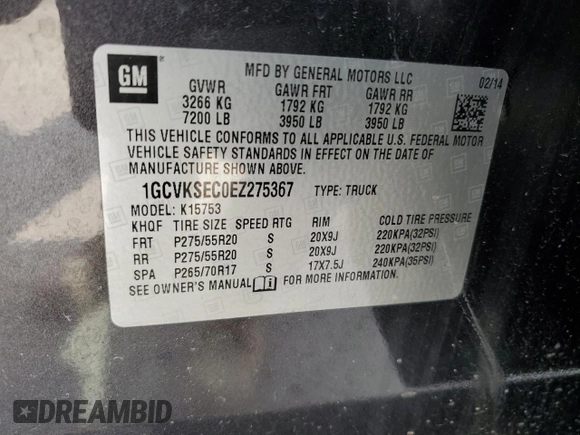 GM
MFD BY GENERAL MOTORS LLC
02/14
GVWR GAWR FRT GAWR RR
3266 KG 1792 KG 1792 KG
7200 LB 3950 LB 3950 LB
THIS VEHICLE CONFORMS TO ALL APPLICABLE U.S. FEDERAL MOTOR
VEHICLE SAFETY STANDARDS IN EFFECT ON THE DATE OF
MANUFACTURE SHOWN ABOVE.
1GCVKSEC0EZ275367 TYPE: TRUCK
MODEL: K15753
KHQF TIRE SIZE SPEED RTG RIM COLD TIRE PRESSURE
FRT P275/55R20 S 20X9J 220KPA(32PSI)
RR P275/55R20 S 20X9J 220KPA(32PSI)
SPA P265/70R17 S 17X7.5J 240KPA(35PSI)
SEE OWNER'S MANUAL FOR MORE INFORMATION.
DREAMBID